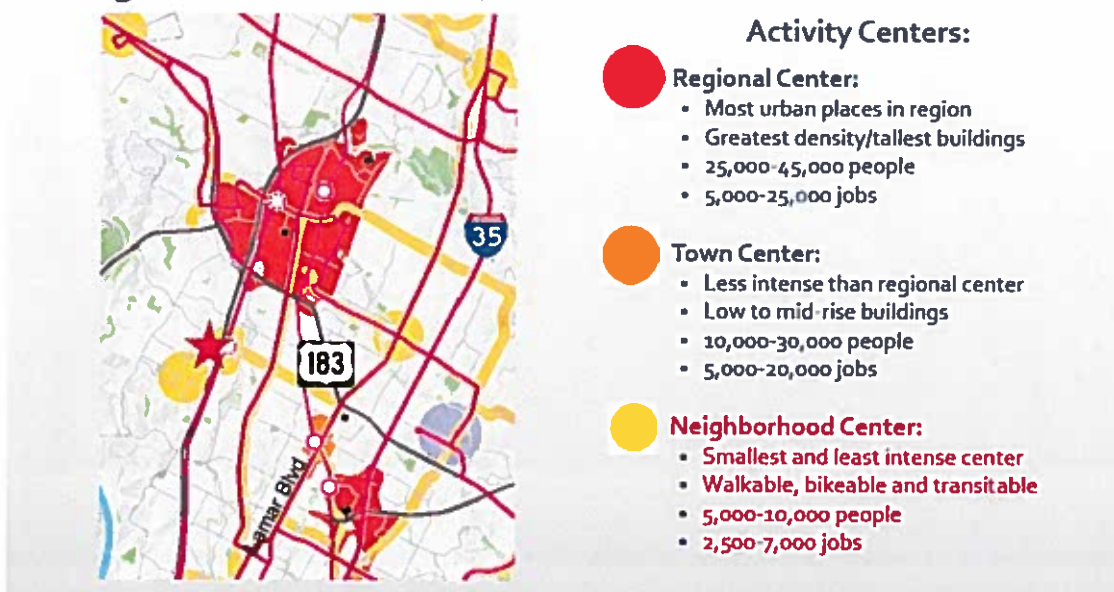 Activity Centers:
Regional Center:
• Most urban places in region
• Greatest density/tallest buildings
• 25,000-45,000 people
• 5,000-25,000 jobs
35
Town Center:
• Less intense than regional center
• Low to mid-rise buildings
• 10,000-30,000 people
• 5,000-20,000 jobs
183
Neighborhood Center:
• Smallest and least intense center
• Walkable, bikeable and transitable
• 5,000-10,000 people
• 2,500-7,000 jobs
Lamar Blvd